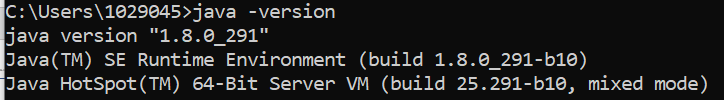 C:\Users\1029045>java -version
java version "1.8.0_291"
Java(TM) SE Runtime Environment (build 1.8.0_291-b10)
Java HotSpot(TM) 64-Bit Server VM (build 25.291-b10, mixed mode)